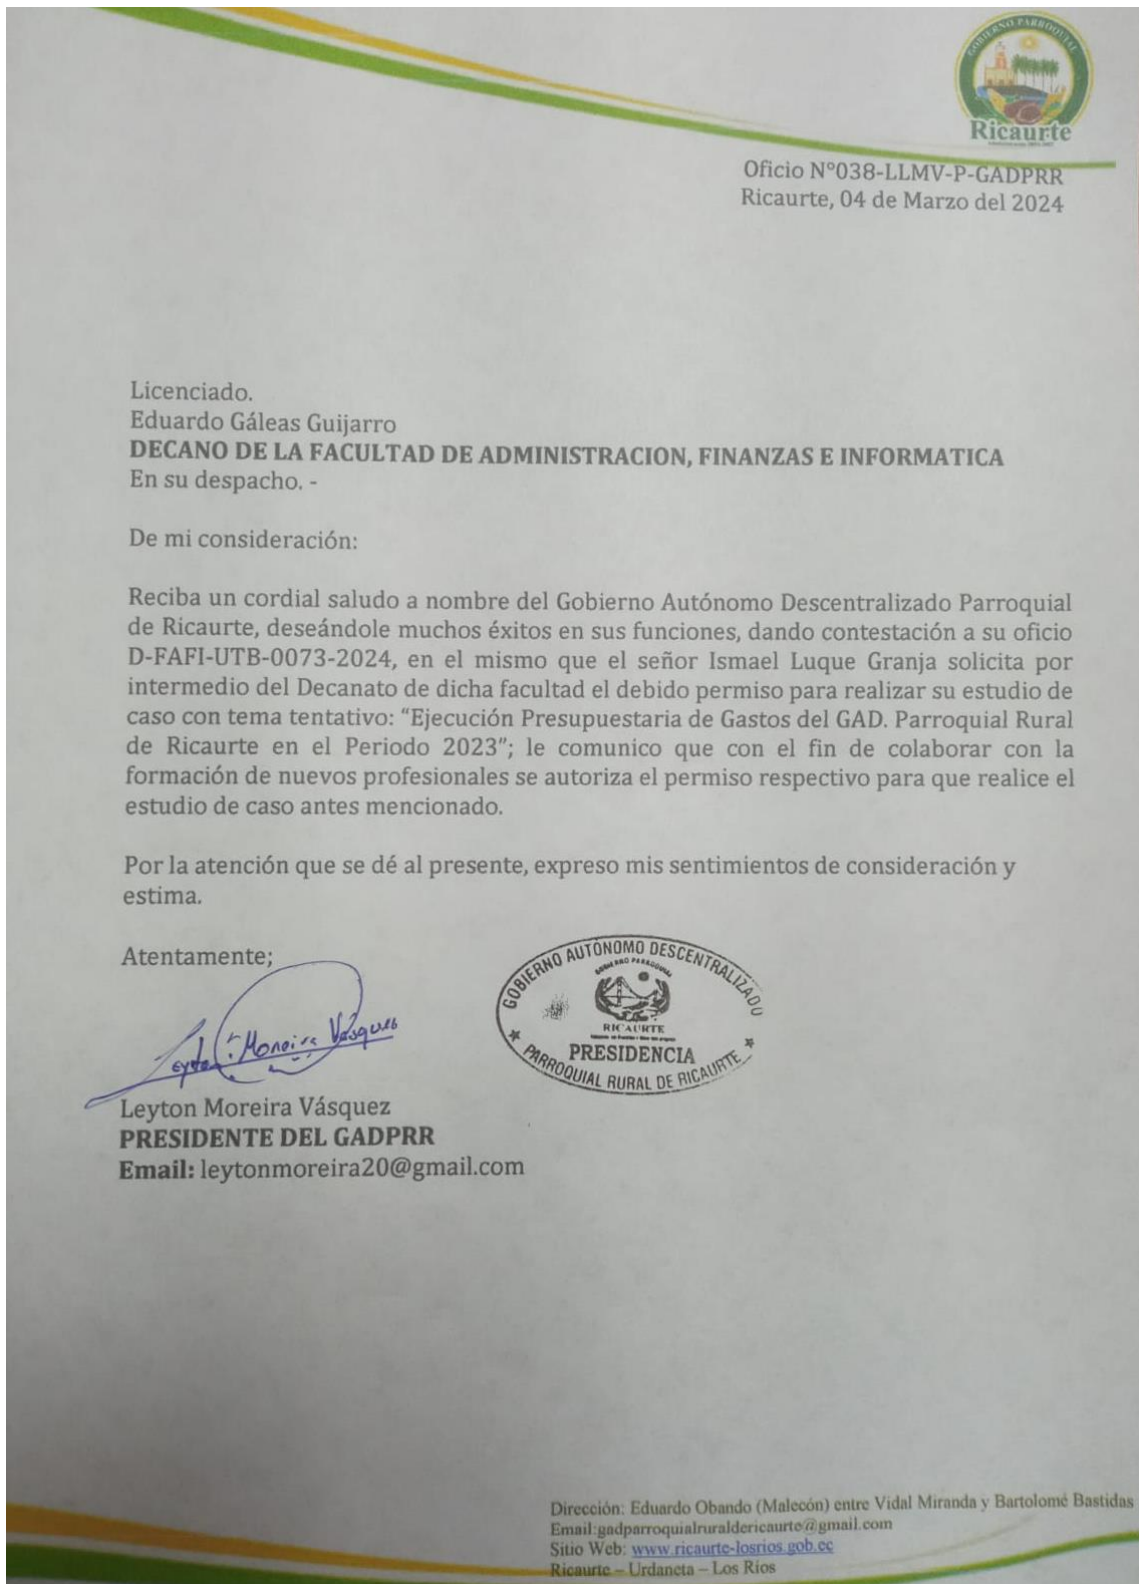 GOBIERNO PARROQUIAL
Ricaurte
Oficio N°038-LLMV-P-GADPRR
Ricaurte, 04 de Marzo del 2024
Licenciado.
Eduardo Gáleas Guijarro
DECANO DE LA FACULTAD DE ADMINISTRACION, FINANZAS E INFORMATICA
En su despacho. -
De mi consideración:
Reciba un cordial saludo a nombre del Gobierno Autónomo Descentralizado Parroquial
de Ricaurte, deseándole muchos éxitos en sus funciones, dando contestación a su oficio
D-FAFI-UTB-0073-2024, en el mismo que el señor Ismael Luque Granja solicita por
intermedio del Decanato de dicha facultad el debido permiso para realizar su estudio de
caso con tema tentativo: “Ejecución Presupuestaria de Gastos del GAD. Parroquial Rural
de Ricaurte en el Periodo 2023”; le comunico que con el fin de colaborar con la
formación de nuevos profesionales se autoriza el permiso respectivo para que realice el
estudio de caso antes mencionado.
Por la atención que se dé al presente, expreso mis sentimientos de consideración y
estima.
Atentamente;
Leyton Moreira Vásquez
GOBIERNO AUTONOMO DESCENTRALIZADO
GOBIERNO PARROQUIAL
RICAURTE
PRESIDENCIA
PARROQUIAL RURAL DE RICAURTE
Leyton Moreira Vásquez
PRESIDENTE DEL GADPRR
Email: leytonmoreira20@gmail.com
Dirección: Eduardo Obando (Malecón) entre Vidal Miranda y Bartolomé Bastidas
Email:gadparroquialruraldericaurte@gmail.com
Sitio Web: www.ricaurte-losrios.gob.ec
Ricaurte – Urdaneta – Los Ríos